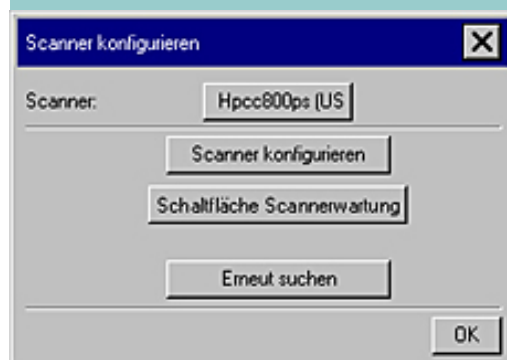 Scanner konfigurieren
Scanner: Hpcc800ps (US
Scanner konfigurieren
Schaltfläche Scannerwartung
Erneut suchen
OK